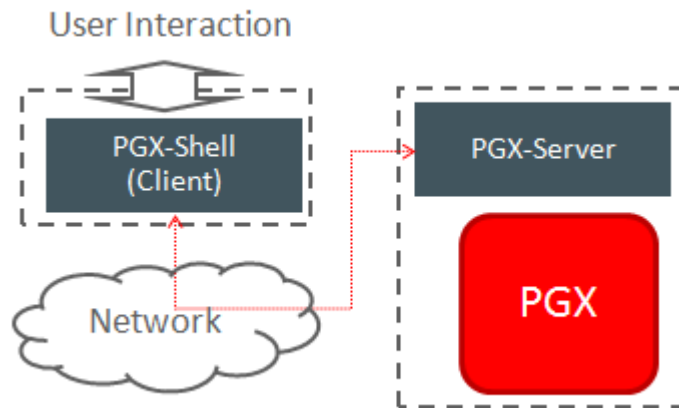 User Interaction
PGX-Shell
(Client)
PGX-Server
PGX
Network